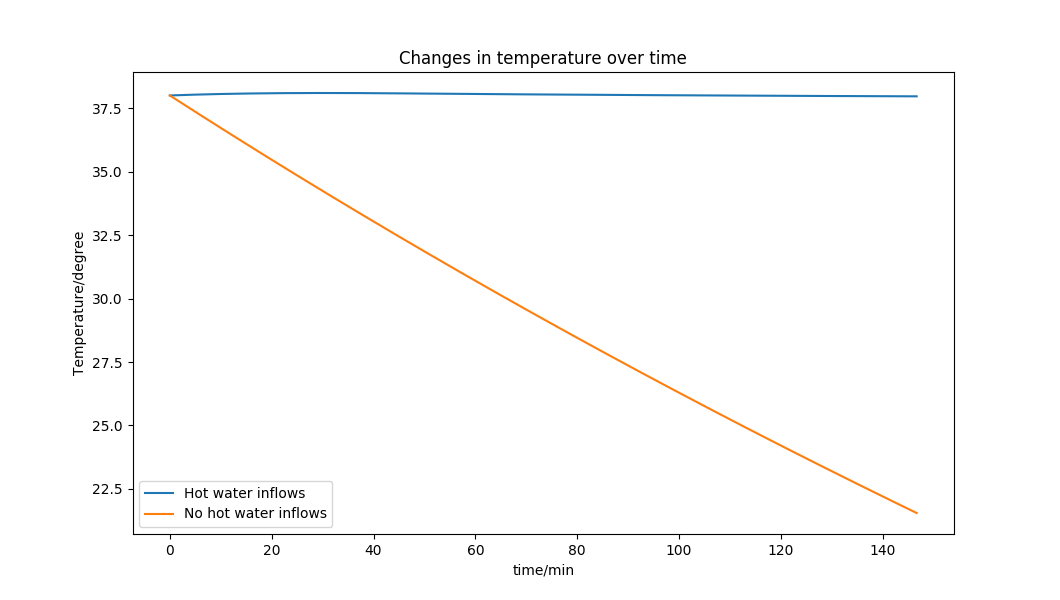 Changes in temperature over time
Temperature/degree
37.5
35.0
32.5
30.0
27.5
25.0
22.5
Hot water inflows
No hot water inflows
0 20 40 60 80 100 120 140
time/min